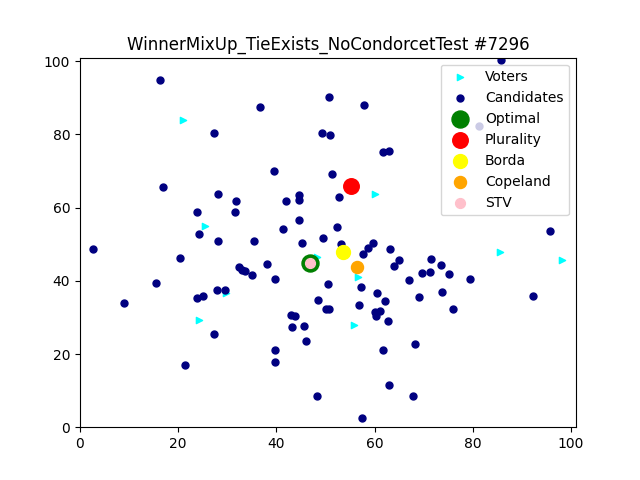 WinnerMixUp_TieExists_NoCondorcetTest #7296
Voters
Candidates
Optimal
Plurality
Borda
Copeland
STV
100
80
60
40
20
0
0 20 40 60 80 100